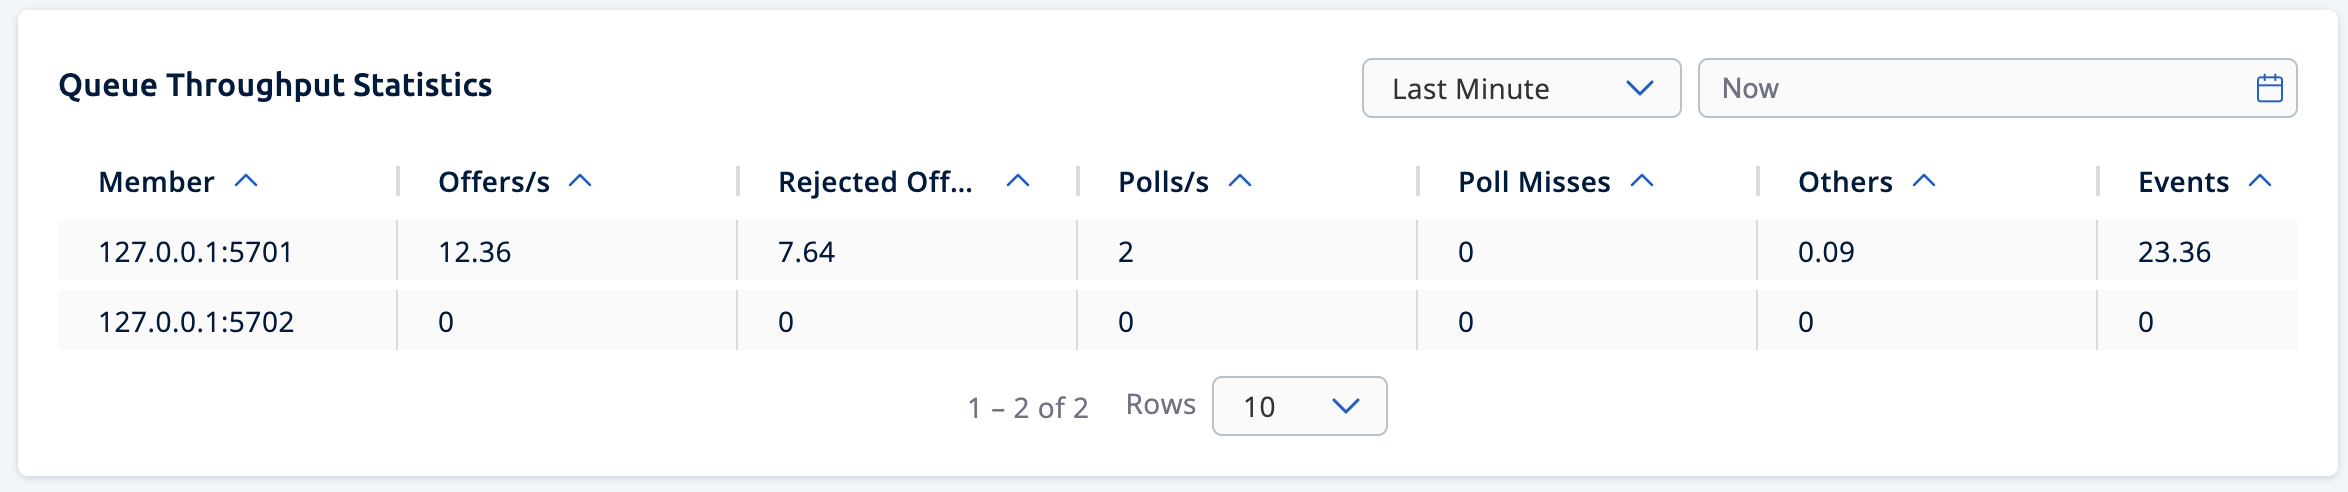 Queue Throughput Statistics Last Minute Now
Member Offers/s Rejected Off... Polls/s Poll Misses Others Events
127.0.0.1:5701 12.36 7.64 2 0 0.09 23.36
127.0.0.1:5702 0 0 0 0 0 0
1 – 2 of 2 Rows 10